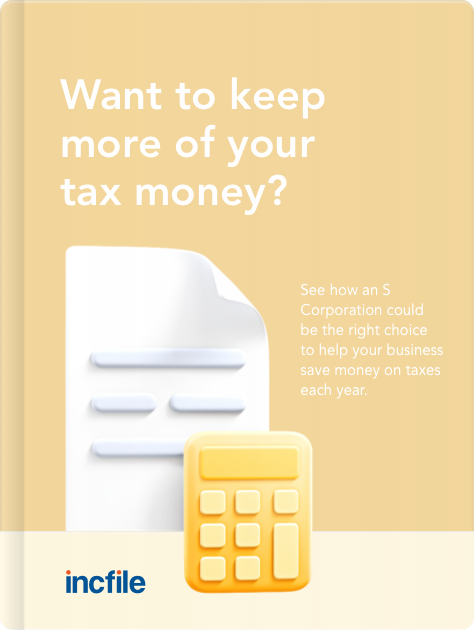 Want to keep
more of your
tax money?
See how an S
Corporation could
be the right choice
to help your business
save money on taxes
each year.
incfile